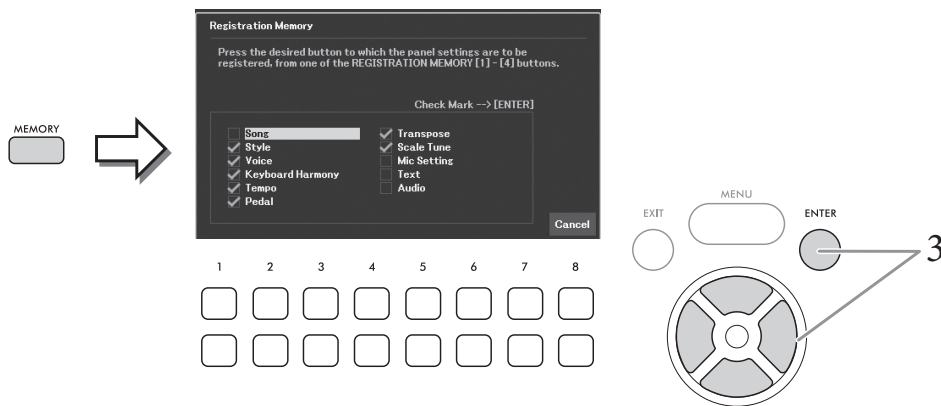 Registration Memory
Press the desired button to which the panel settings are to be
registered, from one of the REGISTRATION MEMORY [1] - [4] buttons.
Check Mark --> [ENTER]
MEMORY
Song
Style
Voice
Keyboard Harmony
Tempo
Pedal
Transpose
Scale Tune
Mic Setting
Text
Audio
Cancel
EXIT
MENU
ENTER
3
1 2 3 4 5 6 7 8